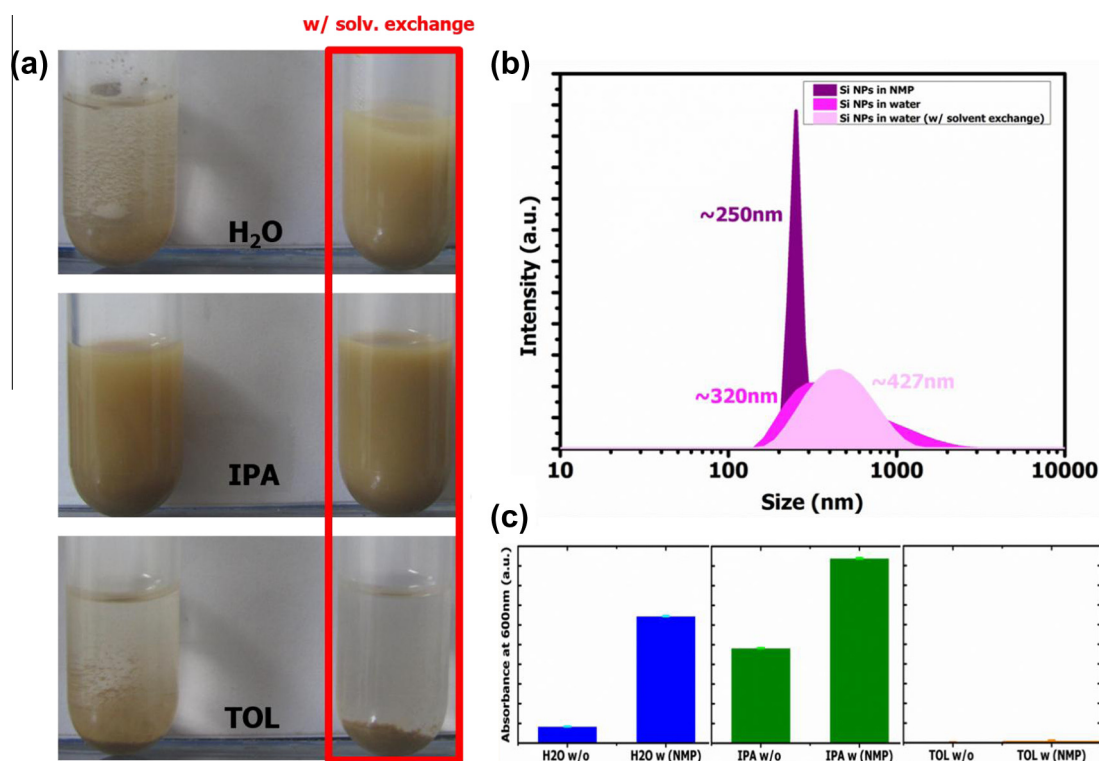 w/ solv. exchange
(a)
H₂O
IPA
TOL
(b)
Si NPs in NMP
Si NPs in water
Si NPs in water (w/ solvent exchange)
~250nm
~320nm
~427nm
Intensity (a.u.)
10 100 1000 10000
Size (nm)
(c)
Absorbance at 600nm (a.u.)
H2O w/o H2O w (NMP) IPA w/o IPA w (NMP) TOL w/o TOL w (NMP)